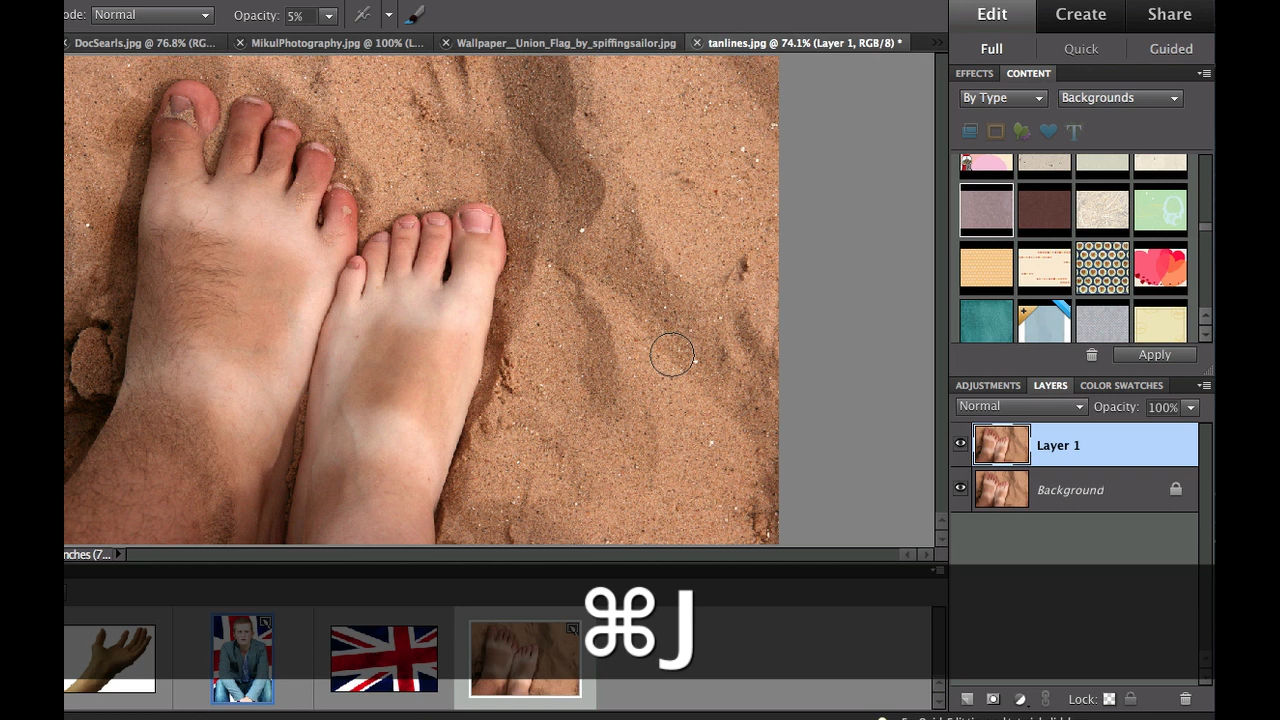 ode: Normal Opacity: 5%
Edit Create Share
DocSearls.jpg @ 76.8% (RG... MikulPhotography.jpg @ 100% (L... Wallpaper__Union_Flag_by_spiffingsailor.jpg tanlines.jpg @ 74.1% (Layer 1, RGB/8) *
Full Quick Guided
EFFECTS CONTENT
By Type Backgrounds
T
Apply
ADJUSTMENTS LAYERS COLOR SWATCHES
Normal Opacity: 100%
Layer 1
Background
nches (7...
⌘J
Lock: